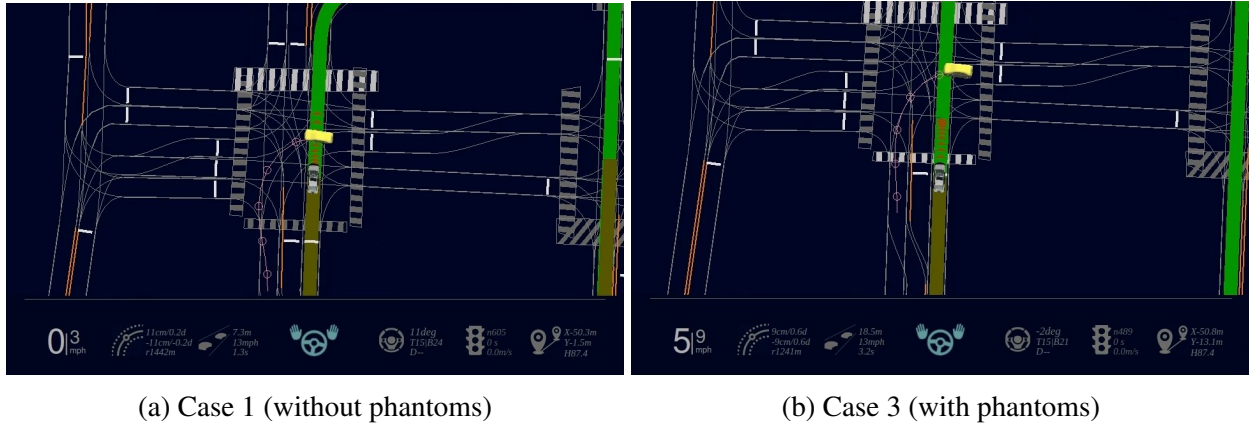 0|3
mph
11cm/0.2d
-11cm/-0.2d
r1442m
7.3m
13mph
1.3s
11deg
T15|B24
D--
n605
0 s
0.0m/s
X-50.3m
Y-1.5m
H87.4
5|9
mph
9cm/0.6d
-9cm/0.6d
r1241m
18.5m
13mph
3.2s
-2deg
T15|B21
D--
n489
0 s
0.0m/s
X-50.8m
Y-13.1m
H87.4
(a) Case 1 (without phantoms)
(b) Case 3 (with phantoms)